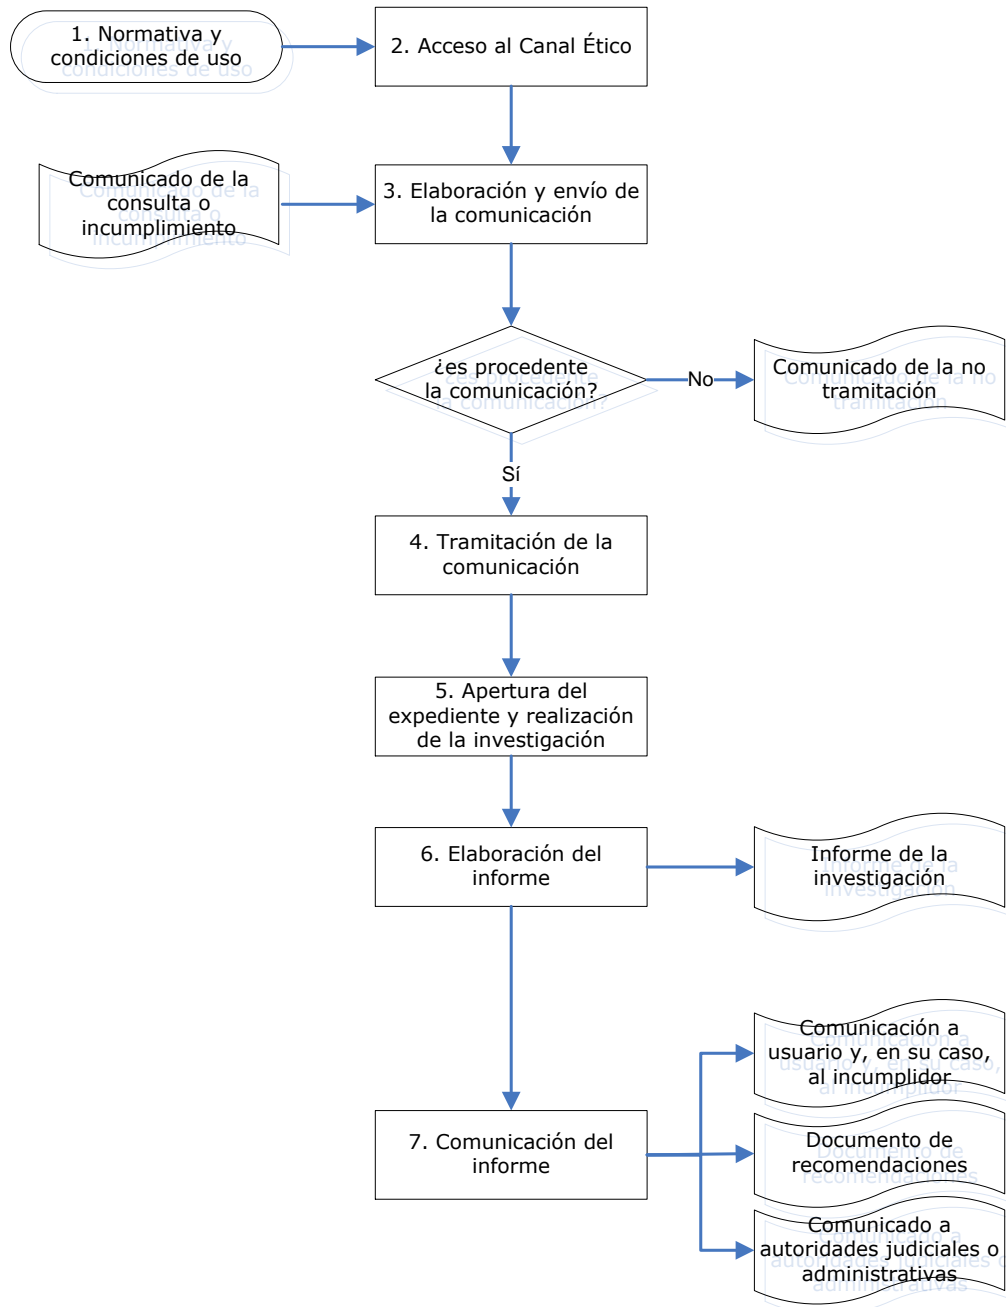 1. Normativa y
condiciones de uso
2. Acceso al Canal Ético
Comunicado de la
consulta o
incumplimiento
3. Elaboración y envío de
la comunicación
¿es procedente
la comunicación?
No
Comunicado de la no
tramitación
Sí
4. Tramitación de la
comunicación
5. Apertura del
expediente y realización
de la investigación
6. Elaboración del
informe
Informe de la
investigación
Comunicación a
usuario y, en su caso,
al incumplidor
7. Comunicación del
informe
Documento de
recomendaciones
Comunicado a
autoridades judiciales o
administrativas